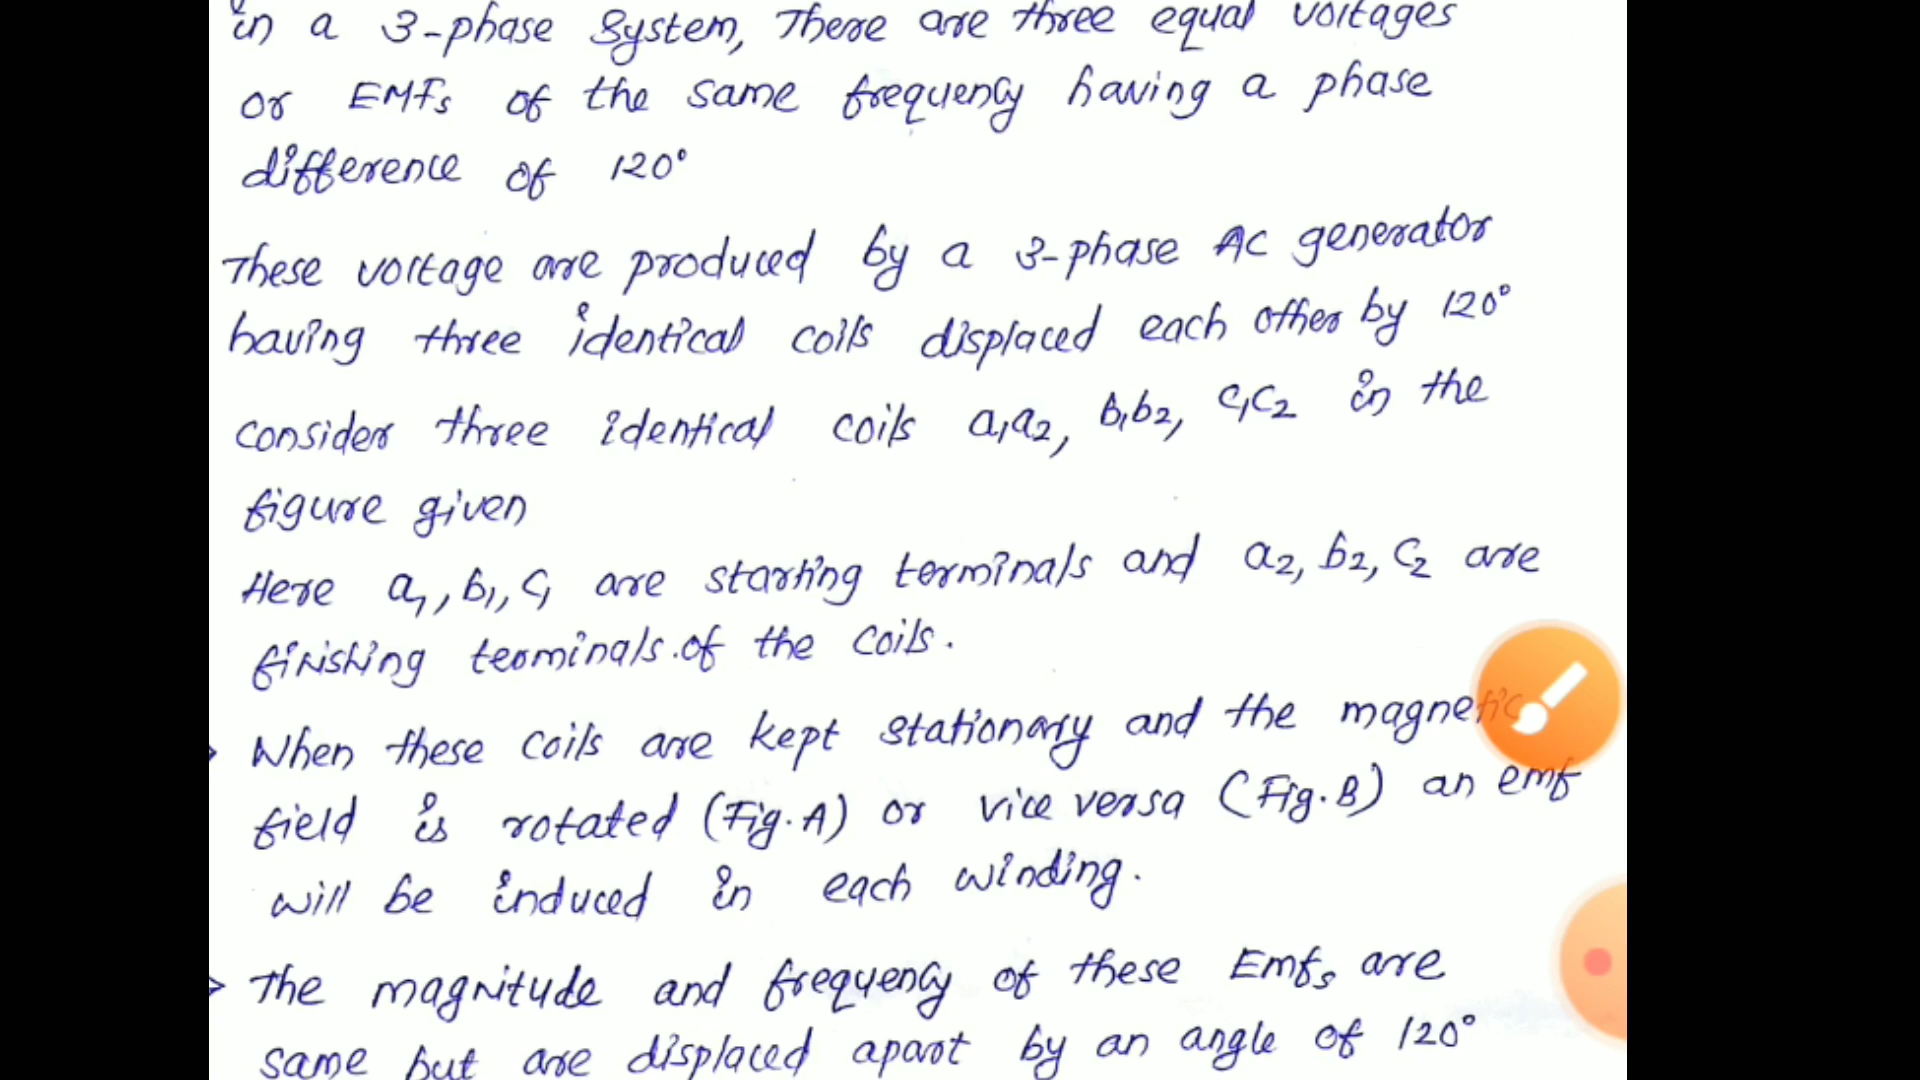 in a 3-phase System, There are three equal voltages
or EMFs of the same frequency having a phase
difference of 120°
These voltage are produced by a 3-phase AC generator
having three identical coils displaced each other by 120°
consider three identical coils a1a2, b1b2, c1c2 in the
figure given
Here a1, b1, c1 are starting terminals and a2, b2, c2 are
finishing terminals of the coils.
When these coils are kept stationary and the magnetic
field is rotated (Fig. A) or vice versa (Fig. B) an emf
will be induced in each winding.
> The magnitude and frequency of these Emfs are
same but are displaced apart by an angle of 120°